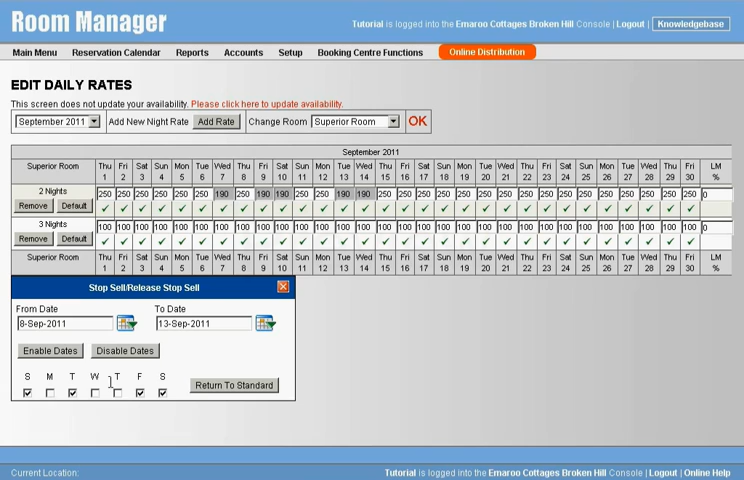 Room Manager
Tutorial is logged into the Emaroo Cottages Broken Hill Console | Logout | Knowledgebase
Main Menu Reservation Calendar Reports Accounts Setup Booking Centre Functions Online Distribution
EDIT DAILY RATES
This screen does not update your availability. Please click here to update availability.
September 2011 Add New Night Rate Add Rate Change Room Superior Room OK
September 2011
Superior Room Thu Fri Sat Sun Mon Tue Wed Thu Fri Sat Sun Mon Tue Wed Thu Fri Sat Sun Mon Tue Wed Thu Fri Sat Sun Mon Tue Wed Thu Fri LM
1 2 3 4 5 6 7 8 9 10 11 12 13 14 15 16 17 18 19 20 21 22 23 24 25 26 27 28 29 30 %
2 Nights 250 250 250 250 250 250 190 250 190 190 250 250 190 190 250 250 250 250 250 250 250 250 250 250 250 250 250 250 250 250 0
Remove Default
3 Nights 100 100 100 100 100 100 100 100 100 100 100 100 100 100 100 100 100 100 100 100 100 100 100 100 100 100 100 100 100 100 0
Remove Default
Superior Room Thu Fri Sat Sun Mon Tue Wed Thu Fri Sat Sun Mon Tue Wed Thu Fri Sat Sun Mon Tue Wed Thu Fri Sat Sun Mon Tue Wed Thu Fri LM
1 2 3 4 5 6 7 8 9 10 11 12 13 14 15 16 17 18 19 20 21 22 23 24 25 26 27 28 29 30 %
Stop Sell/Release Stop Sell
From Date To Date
8-Sep-2011 13-Sep-2011
Enable Dates Disable Dates
S M T W T F S
Return To Standard
Current Location: Tutorial is logged into the Emaroo Cottages Broken Hill Console | Logout | Online Help